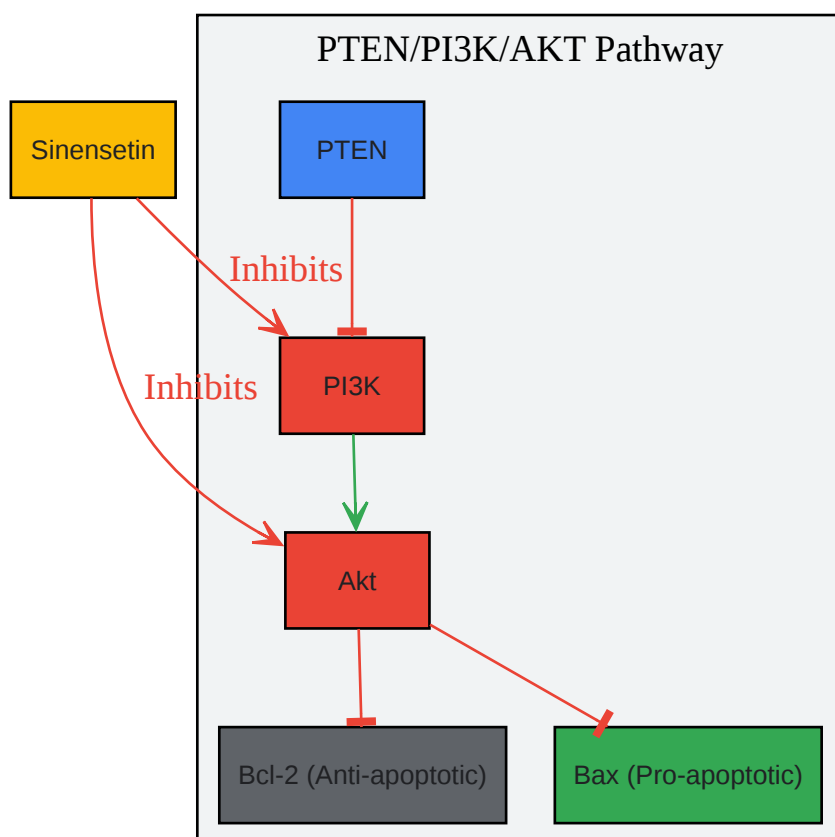 PTEN/PI3K/AKT Pathway
Sinensetin
PTEN
Inhibits
PI3K
Inhibits
Akt
Bcl-2 (Anti-apoptotic)
Bax (Pro-apoptotic)